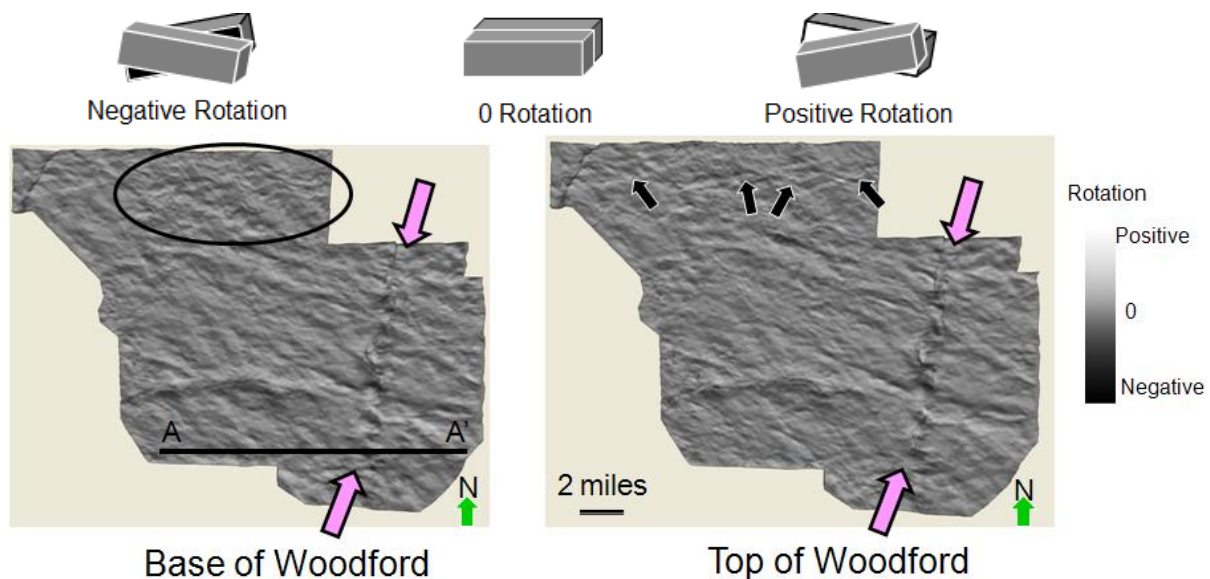 Negative Rotation
0 Rotation
Positive Rotation
Rotation
Positive
0
Negative
A
A'
N
2 miles
N
Base of Woodford
Top of Woodford